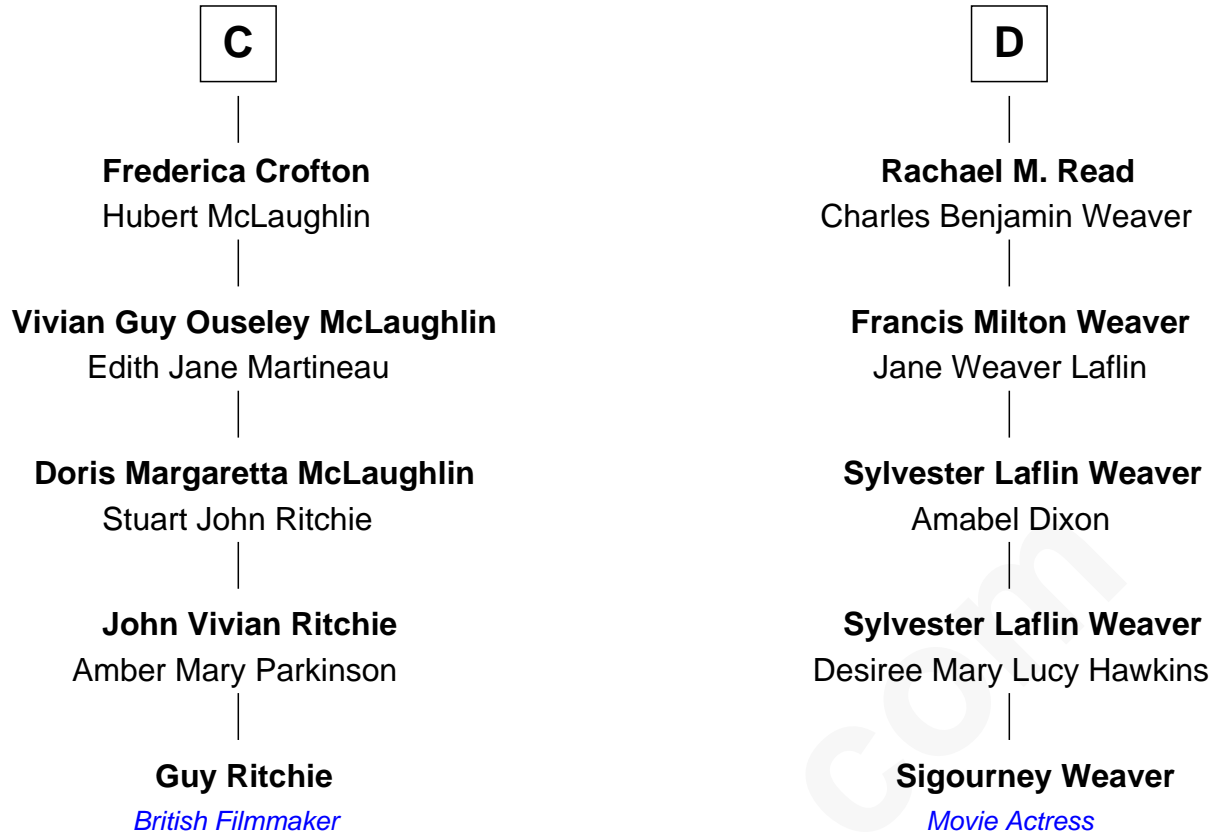 C
Frederica Crofton
Hubert McLaughlin
Vivian Guy Ouseley McLaughlin
Edith Jane Martineau
Doris Margaretta McLaughlin
Stuart John Ritchie
John Vivian Ritchie
Amber Mary Parkinson
Guy Ritchie
British Filmmaker
D
Rachael M. Read
Charles Benjamin Weaver
Francis Milton Weaver
Jane Weaver Laflin
Sylvester Laflin Weaver
Amabel Dixon
Sylvester Laflin Weaver
Desiree Mary Lucy Hawkins
Sigourney Weaver
Movie Actress
com